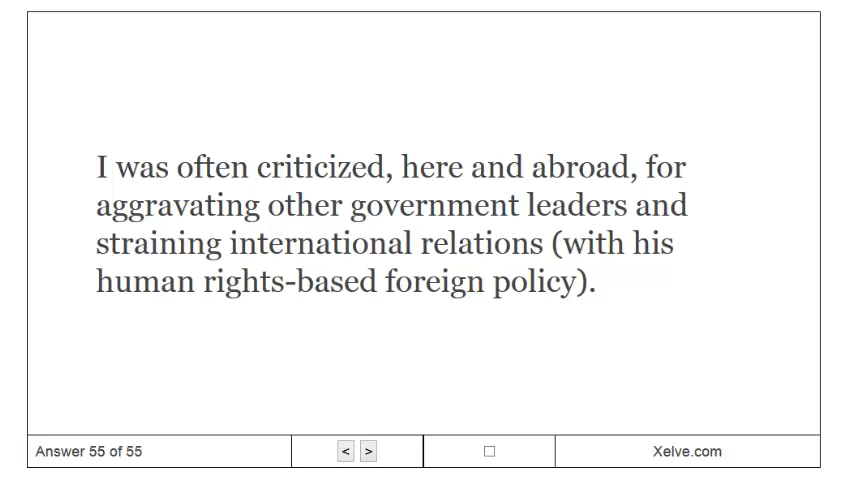 I was often criticized, here and abroad, for
aggravating other government leaders and
straining international relations (with his
human rights-based foreign policy).
Answer 55 of 55
< >
Xelve.com